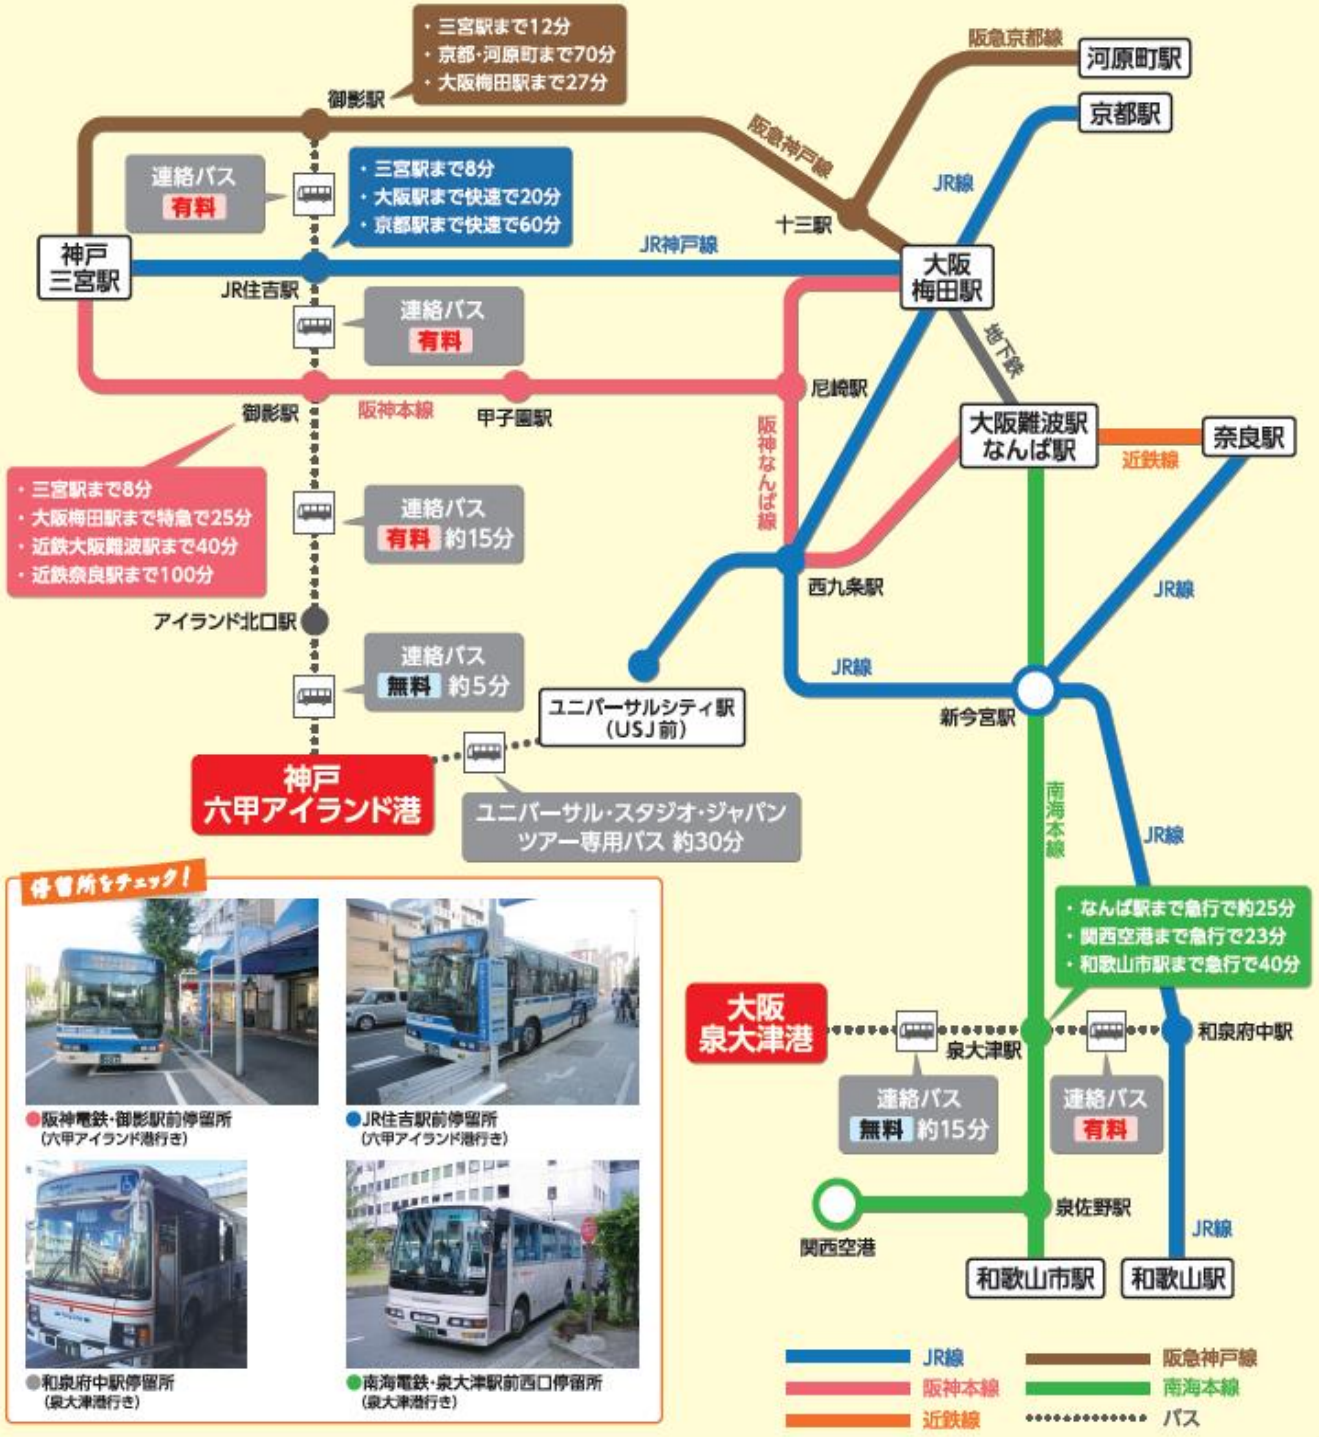 ・三宮駅まで12分
・京都・河原町まで70分
・大阪梅田駅まで27分
阪急京都線
河原町駅
京都駅
御影駅
阪急神戸線
連絡バス
有料
・三宮駅まで8分
・大阪駅まで快速で20分
・京都駅まで快速で60分
JR線
十三駅
神戸
三宮駅
JR神戸線
大阪
梅田駅
JR住吉駅
連絡バス
有料
地下鉄
御影駅
阪神本線
甲子園駅
尼崎駅
阪神なんば線
大阪難波駅
なんば駅
近鉄線
奈良駅
・三宮駅まで8分
・大阪梅田駅まで特急で25分
・近鉄大阪難波駅まで40分
・近鉄奈良駅まで100分
連絡バス
有料 約15分
西九条駅
JR線
アイランド北口駅
連絡バス
無料 約5分
JR線
ユニバーサルシティ駅
(USJ前)
新今宮駅
神戸
六甲アイランド港
ユニバーサル・スタジオ・ジャパン
ツアー専用バス 約30分
南海本線
JR線
・なんば駅まで急行で約25分
・関西空港まで急行で23分
・和歌山市駅まで急行で40分
大阪
泉大津港
泉大津駅
和泉府中駅
連絡バス
無料 約15分
連絡バス
有料
泉佐野駅
関西空港
JR線
和歌山市駅
和歌山駅
停留所をチェック!
●阪神電鉄・御影駅前停留所
(六甲アイランド港行き)
●JR住吉駅前停留所
(六甲アイランド港行き)
●和泉府中駅停留所
(泉大津港行き)
●南海電鉄・泉大津駅前西口停留所
(泉大津港行き)
JR線
阪急神戸線
阪神本線
南海本線
近鉄線
バス